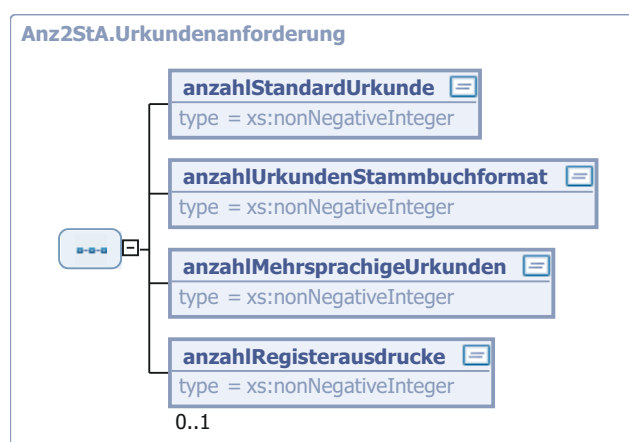 Anz2StA.Urkundenanforderung
anzahlStandardUrkunde
type = xs:nonNegativeInteger
anzahlUrkundenStammbuchformat
type = xs:nonNegativeInteger
anzahlMehrsprachigeUrkunden
type = xs:nonNegativeInteger
anzahlRegisterausdrucke
type = xs:nonNegativeInteger
0..1